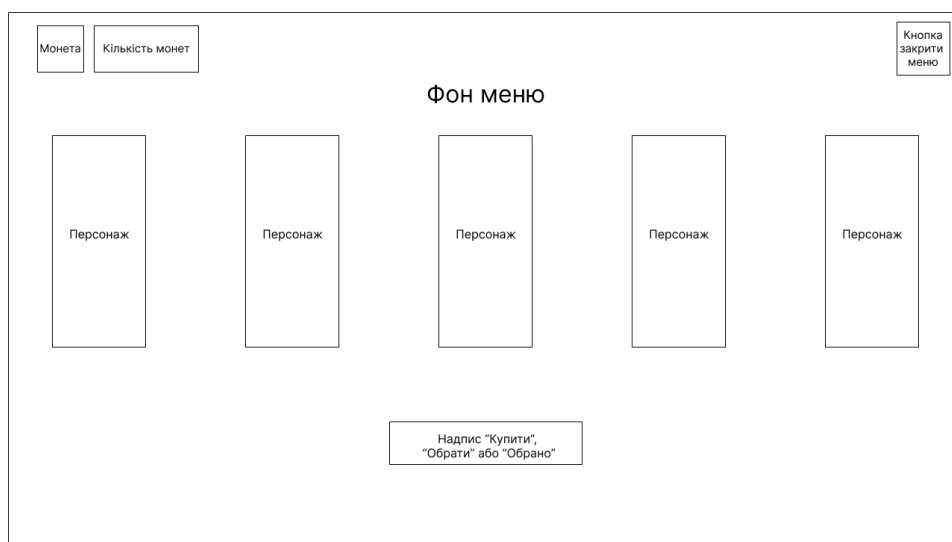 Монета
Кількість монет
Кнопка
закрити
меню
Фон меню
Персонаж
Персонаж
Персонаж
Персонаж
Персонаж
Надпис “Купити”,
“Обрати” або “Обрано”